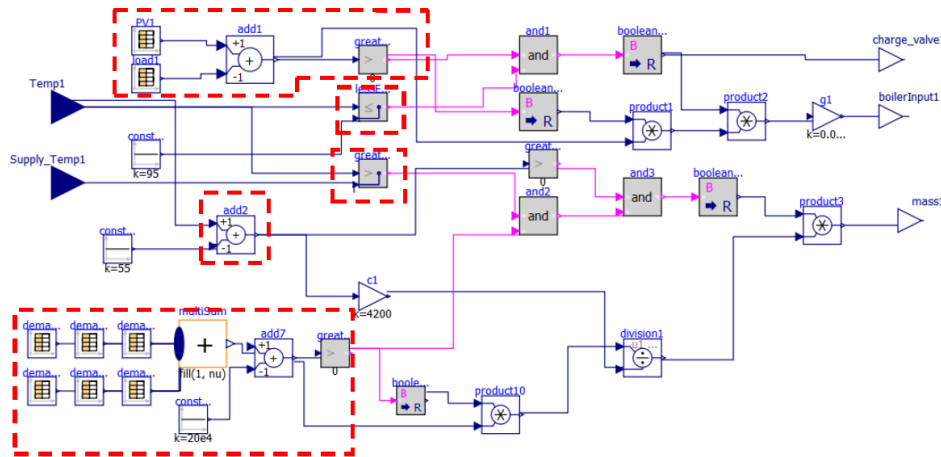 PV1
add1
+1
+
-1
load1
great...
>
0
and1
and
boolean...
B
R
charge_valve1
Temp1
lessE...
≤
boolean...
B
R
product1
product2
g1
k=0.0...
boilerInput1
const...
k=95
Supply_Temp1
great...
>
great...
>
0
and2
and
and3
and
boolean...
B
R
product3
mass1
add2
+1
+
-1
const...
k=55
c1
k=4200
multiSum
+
fill(1, nu)
dema...
dema...
dema...
dema...
dema...
dema...
add7
+1
+
-1
great...
>
0
const...
k=20e4
boole...
B
R
product10
division1
÷